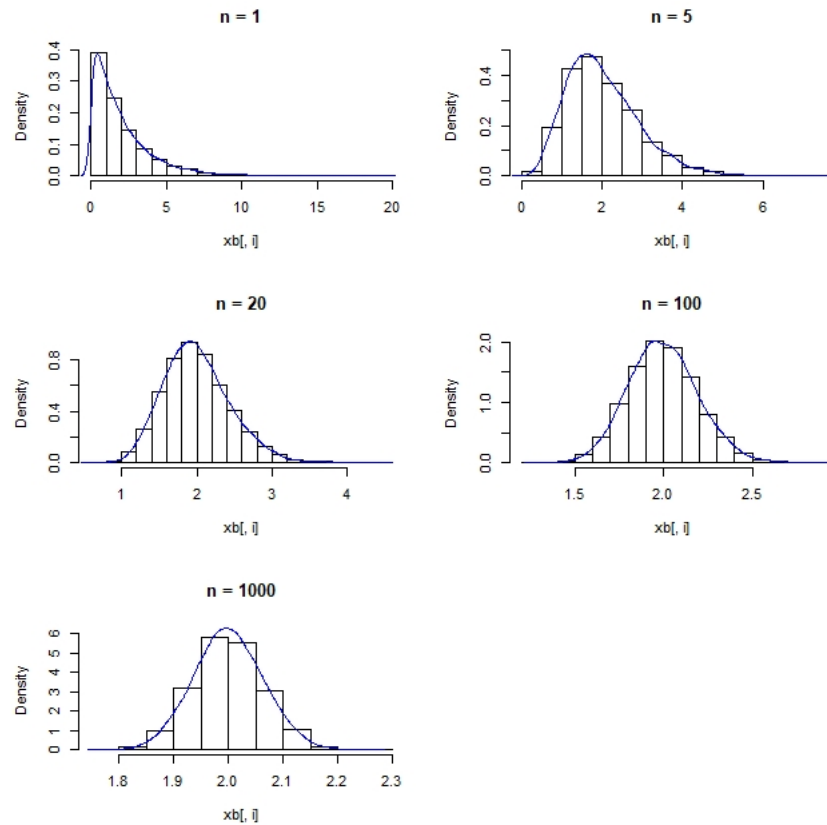 n = 1
Density
0.0 0.1 0.2 0.3 0.4
0 5 10 15 20
xb[, i]
n = 5
Density
0.0 0.2 0.4
0 2 4 6
xb[, i]
n = 20
Density
0.0 0.4 0.8
1 2 3 4
xb[, i]
n = 100
Density
0.0 1.0 2.0
1.5 2.0 2.5
xb[, i]
n = 1000
Density
0 1 2 3 4 5 6
1.8 1.9 2.0 2.1 2.2 2.3
xb[, i]